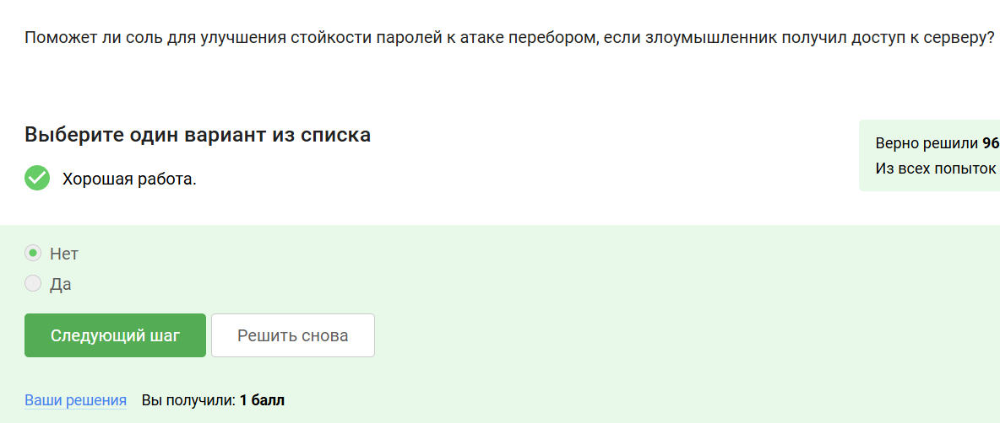 Поможет ли соль для улучшения стойкости паролей к атаке перебором, если злоумышленник получил доступ к серверу?
Выберите один вариант из списка
Хорошая работа.
Верно решили 96
Из всех попыток
Нет
Да
Следующий шаг
Решить снова
Ваши решения Вы получили: 1 балл